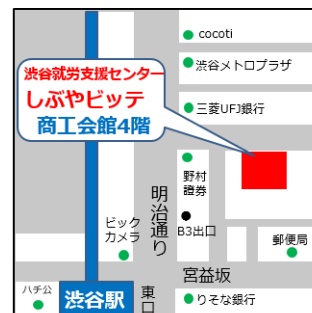 cocoti
渋谷メトロプラザ
三菱UFJ銀行
渋谷就労支援センター
しぶやビッテ
商工会館4階
野村
證券
B3出口
明治通り
ビック
カメラ
郵便局
宮益坂
ハチ公
渋谷駅
東口
りそな銀行